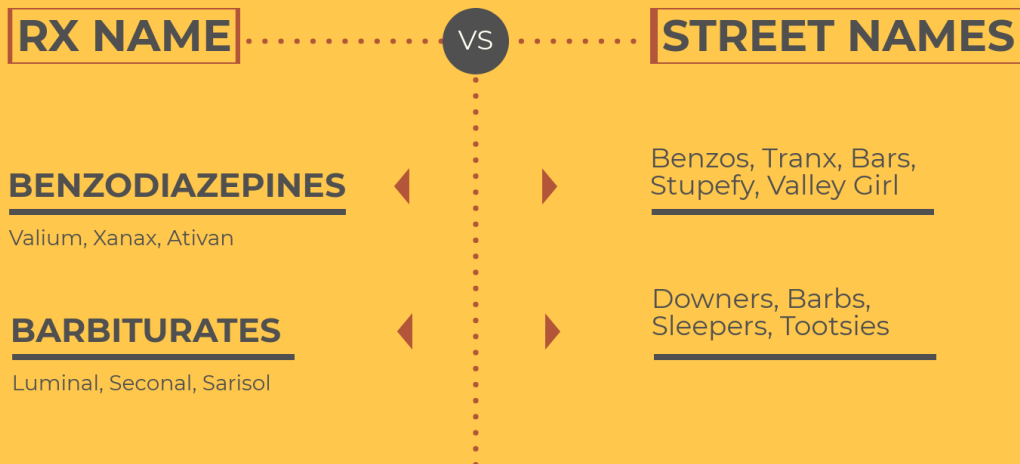 RX NAME
VS
STREET NAMES
BENZODIAZEPINES
Valium, Xanax, Ativan
Benzos, Tranx, Bars,
Stupefy, Valley Girl
BARBITURATES
Luminal, Seconal, Sarisol
Downers, Barbs,
Sleepers, Tootsies